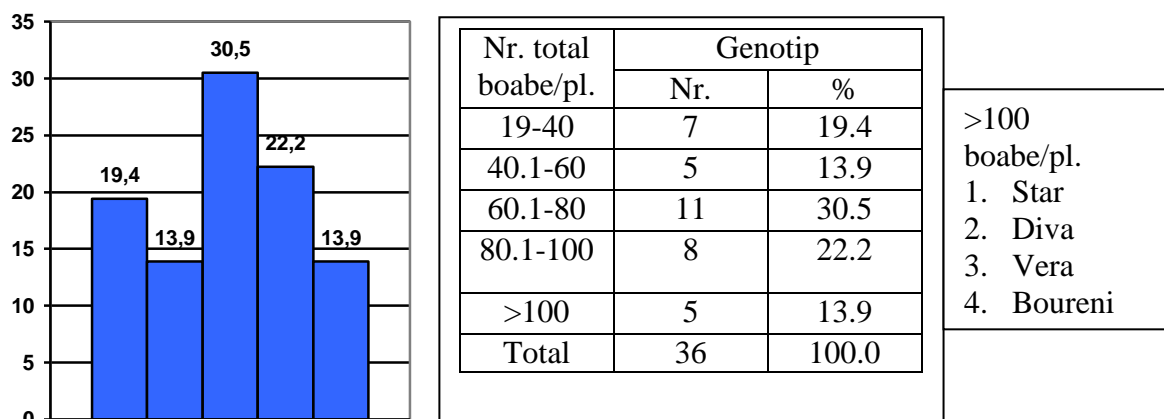 35
30
25
20
15
10
5
0
19,4
13,9
30,5
22,2
13,9
Nr. total boabe/pl. Genotip
Nr. %
19-40 7 19.4
40.1-60 5 13.9
60.1-80 11 30.5
80.1-100 8 22.2
>100 5 13.9
Total 36 100.0
>100
boabe/pl.
1. Star
2. Diva
3. Vera
4. Boureni